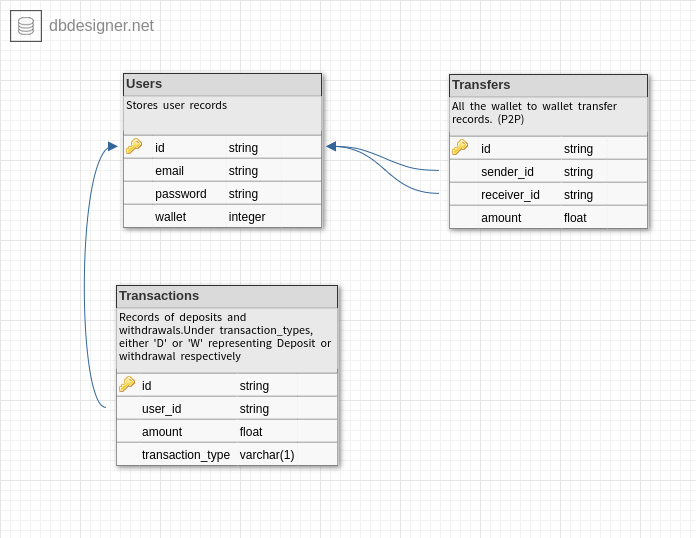 dbdesigner.net
Users
Stores user records
id string
email string
password string
wallet integer
Transfers
All the wallet to wallet transfer
records. (P2P)
id string
sender_id string
receiver_id string
amount float
Transactions
Records of deposits and
withdrawals.Under transaction_types,
either 'D' or 'W' representing Deposit or
withdrawal respectively
id string
user_id string
amount float
transaction_type varchar(1)